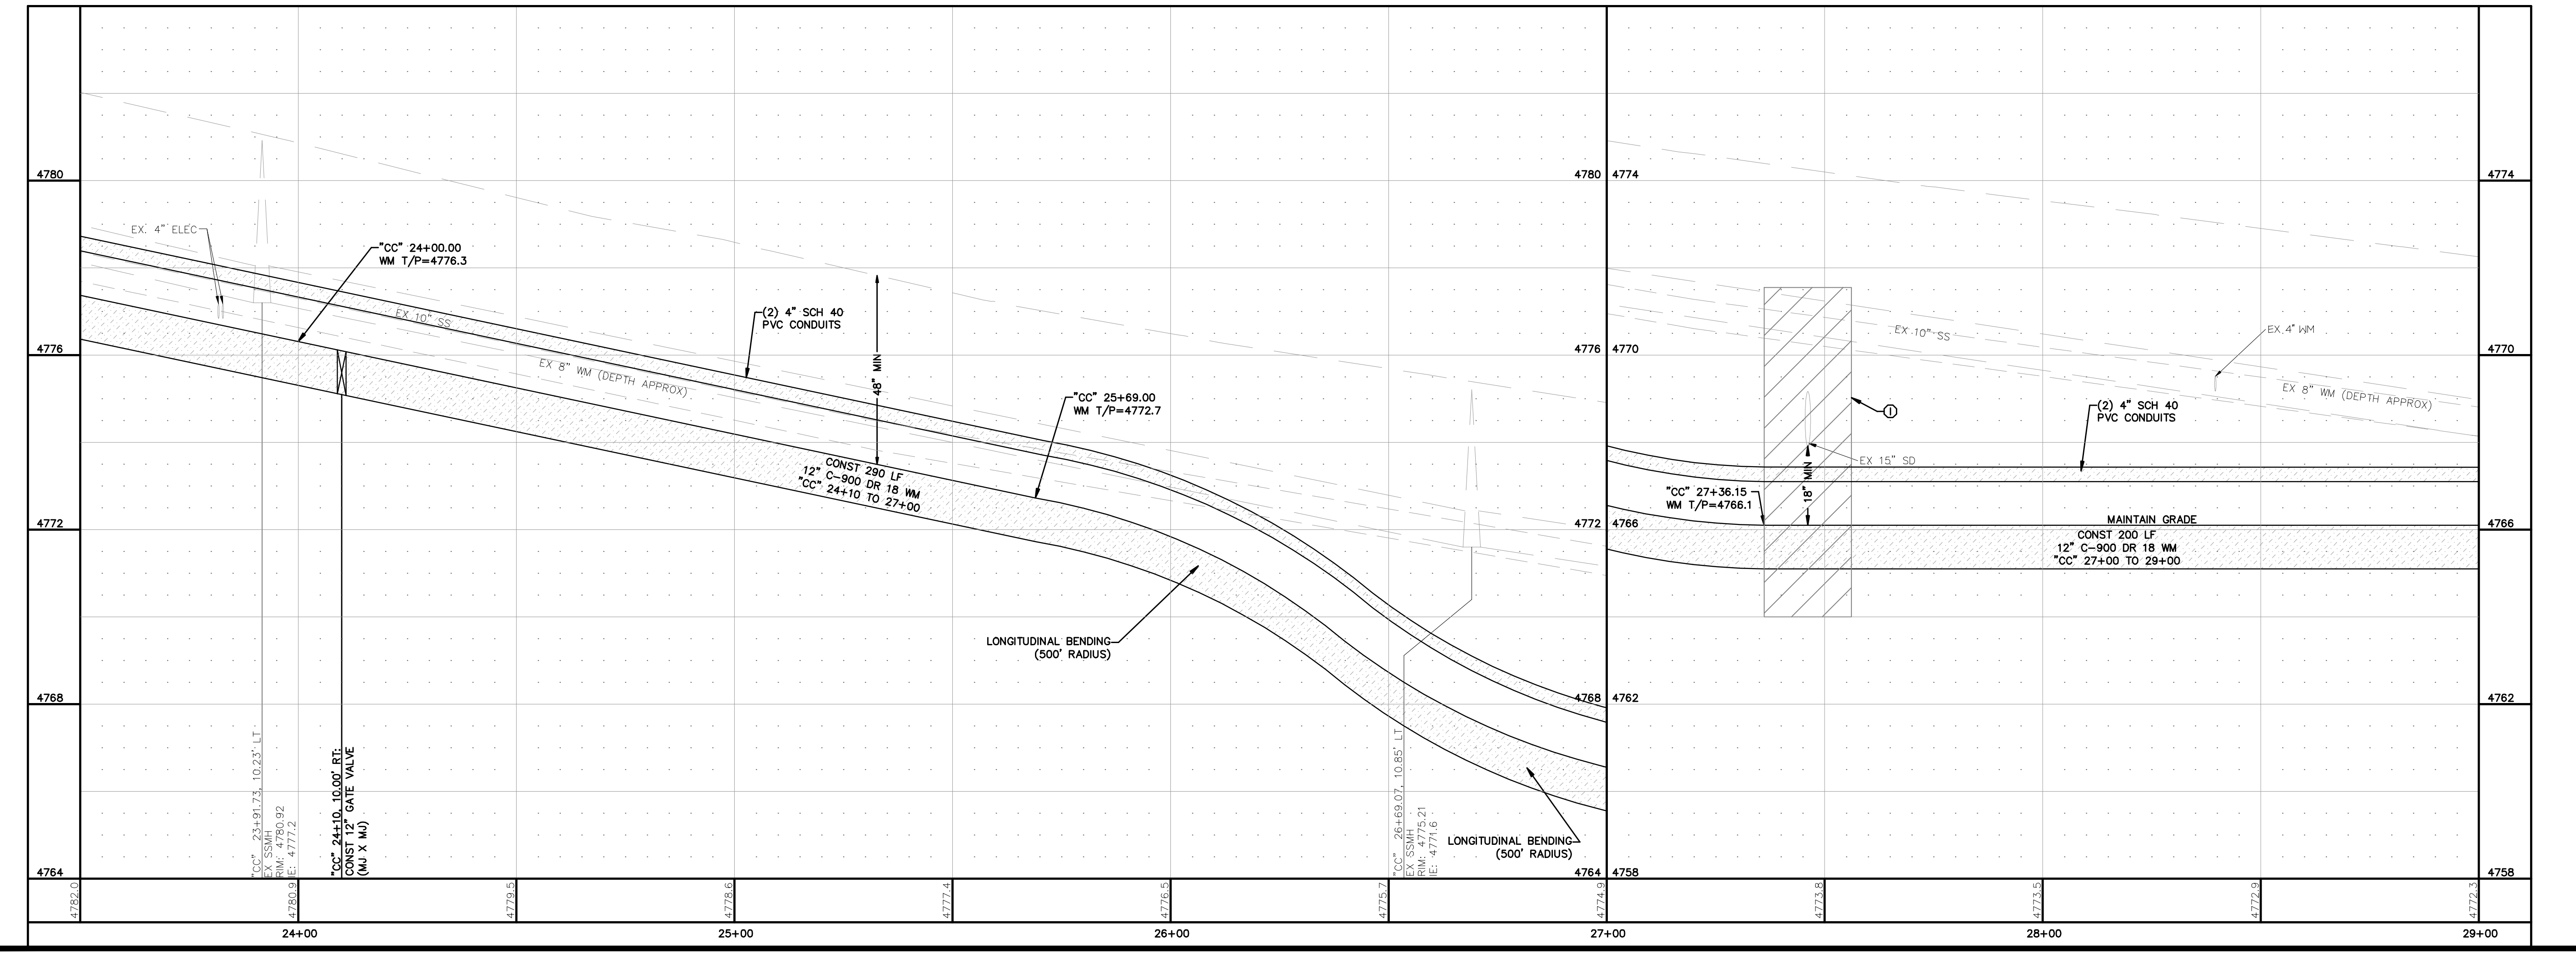 4780
4776
4772
4768
4764
EX. 4" ELEC
"CC" 24+00.00
WM T/P=4776.3
EX 10" SS
(2) 4" SCH 40
PVC CONDUITS
EX 8" WM (DEPTH APPROX)
48" MIN
"CC" 25+69.00
WM T/P=4772.7
CONST 290 LF
12" C-900 DR 18 WM
"CC" 24+10 TO 27+00
LONGITUDINAL BENDING
(500' RADIUS)
LONGITUDINAL BENDING
(500' RADIUS)
"CC" 23+91.73, 10.23' LT
EX SSMH
RIM: 4780.92
IE: 4777.2
"CC" 24+10, 10.00' RT:
CONST 12" GATE VALVE
(MJ X MJ)
"CC" 26+69.07, 10.85' LT
EX SSMH
RIM: 4775.21
IE: 4771.6
4780 4774
4776 4770
4772 4766
4768 4762
4764 4758
EX 10" SS
EX 4" WM
EX 8" WM (DEPTH APPROX)
1
(2) 4" SCH 40
PVC CONDUITS
EX 15" SD
18" MIN
"CC" 27+36.15
WM T/P=4766.1
MAINTAIN GRADE
CONST 200 LF
12" C-900 DR 18 WM
"CC" 27+00 TO 29+00
4774
4770
4766
4762
4758
4782.0
4780.9
4779.5
4778.6
4777.4
4776.5
4775.7
4774.9
4773.8
4773.5
4772.9
4772.3
24+00
25+00
26+00
27+00
28+00
29+00